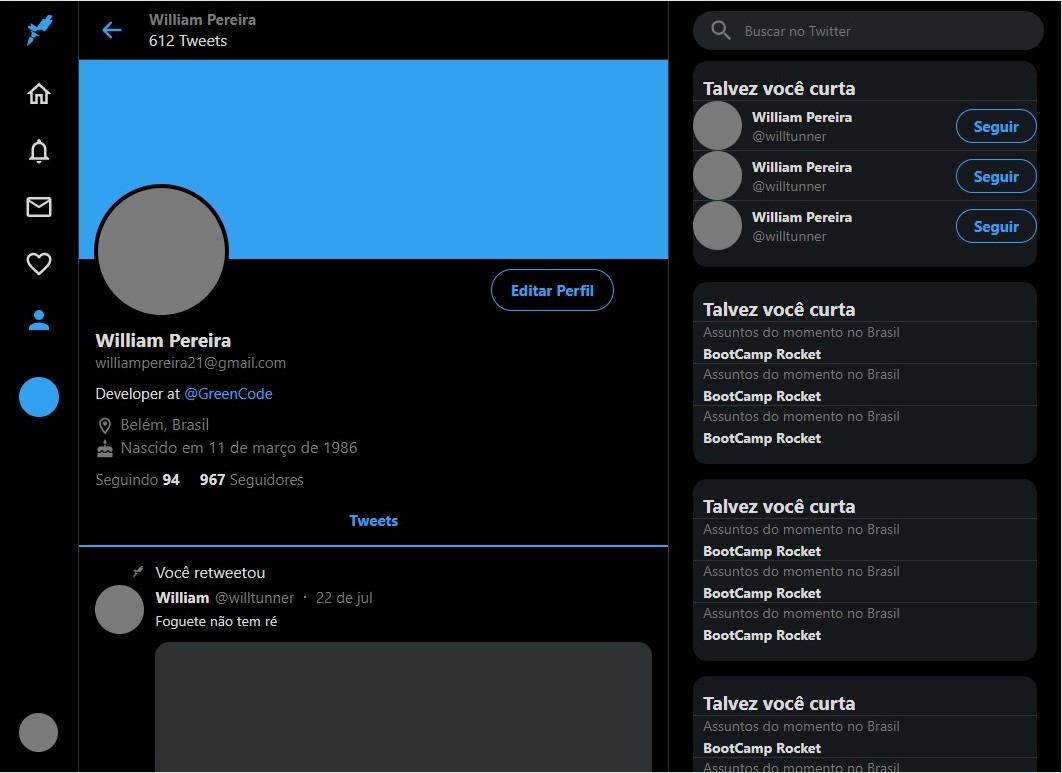 William Pereira
612 Tweets
Editar Perfil
William Pereira
williampereira21@gmail.com
Developer at @GreenCode
Belém, Brasil
Nascido em 11 de março de 1986
Seguindo 94 967 Seguidores
Tweets
Você retweetou
William @willtunner · 22 de jul
Foguete não tem ré
Buscar no Twitter
Talvez você curta
William Pereira
@willtunner
Seguir
William Pereira
@willtunner
Seguir
William Pereira
@willtunner
Seguir
Talvez você curta
Assuntos do momento no Brasil
BootCamp Rocket
Assuntos do momento no Brasil
BootCamp Rocket
Assuntos do momento no Brasil
BootCamp Rocket
Talvez você curta
Assuntos do momento no Brasil
BootCamp Rocket
Assuntos do momento no Brasil
BootCamp Rocket
Assuntos do momento no Brasil
BootCamp Rocket
Talvez você curta
Assuntos do momento no Brasil
BootCamp Rocket
Assuntos do momento no Brasil